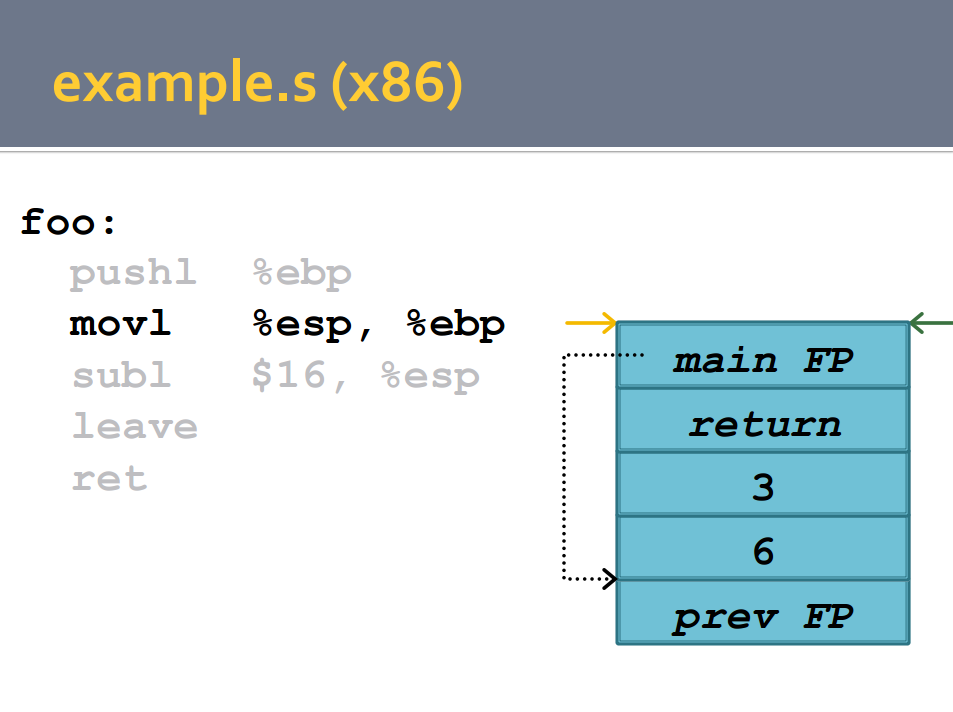 example.s (x86)
foo:
pushl %ebp
movl %esp, %ebp
subl $16, %esp
leave
ret
main FP
return
3
6
prev FP